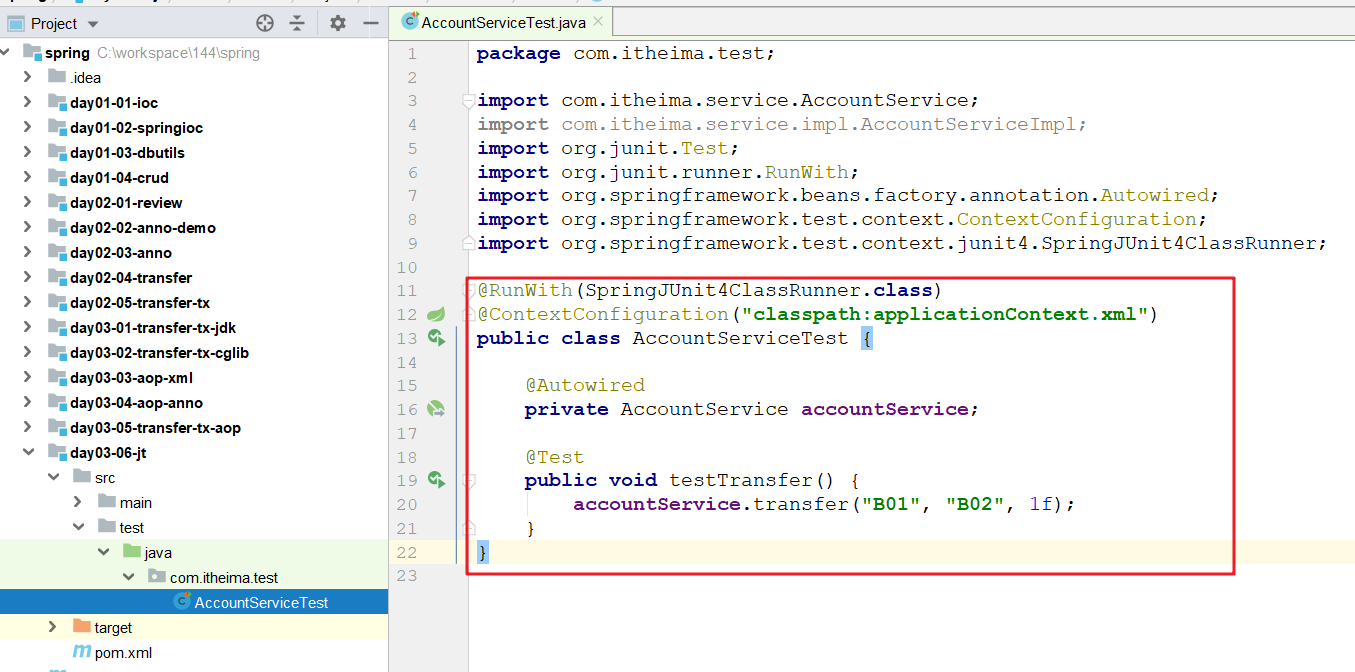 Project
spring C:\workspace\144\spring
.idea
day01-01-ioc
day01-02-springioc
day01-03-dbutils
day01-04-crud
day02-01-review
day02-02-anno-demo
day02-03-anno
day02-04-transfer
day02-05-transfer-tx
day03-01-transfer-tx-jdk
day03-02-transfer-tx-cglib
day03-03-aop-xml
day03-04-aop-anno
day03-05-transfer-tx-aop
day03-06-jt
src
main
test
java
com.itheima.test
AccountServiceTest
target
pom.xml
AccountServiceTest.java
1 package com.itheima.test;
2
3 import com.itheima.service.AccountService;
4 import com.itheima.service.impl.AccountServiceImpl;
5 import org.junit.Test;
6 import org.junit.runner.RunWith;
7 import org.springframework.beans.factory.annotation.Autowired;
8 import org.springframework.test.context.ContextConfiguration;
9 import org.springframework.test.context.junit4.SpringJUnit4ClassRunner;
10
11 @RunWith(SpringJUnit4ClassRunner.class)
12 @ContextConfiguration("classpath:applicationContext.xml")
13 public class AccountServiceTest {
14
15 @Autowired
16 private AccountService accountService;
17
18 @Test
19 public void testTransfer() {
20 accountService.transfer("B01", "B02", 1f);
21 }
22 }
23